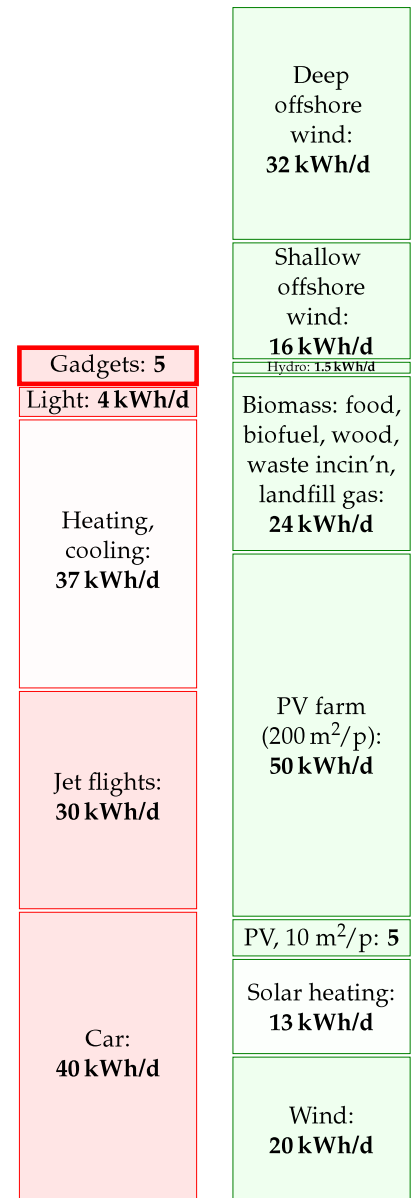 Gadgets: 5
Light: 4 kWh/d
Heating,
cooling:
37 kWh/d
Jet flights:
30 kWh/d
Car:
40 kWh/d
Deep
offshore
wind:
32 kWh/d
Shallow
offshore
wind:
16 kWh/d
Hydro: 1.5 kWh/d
Biomass: food,
biofuel, wood,
waste incin’n,
landfill gas:
24 kWh/d
PV farm
(200 m²/p):
50 kWh/d
PV, 10 m²/p: 5
Solar heating:
13 kWh/d
Wind:
20 kWh/d